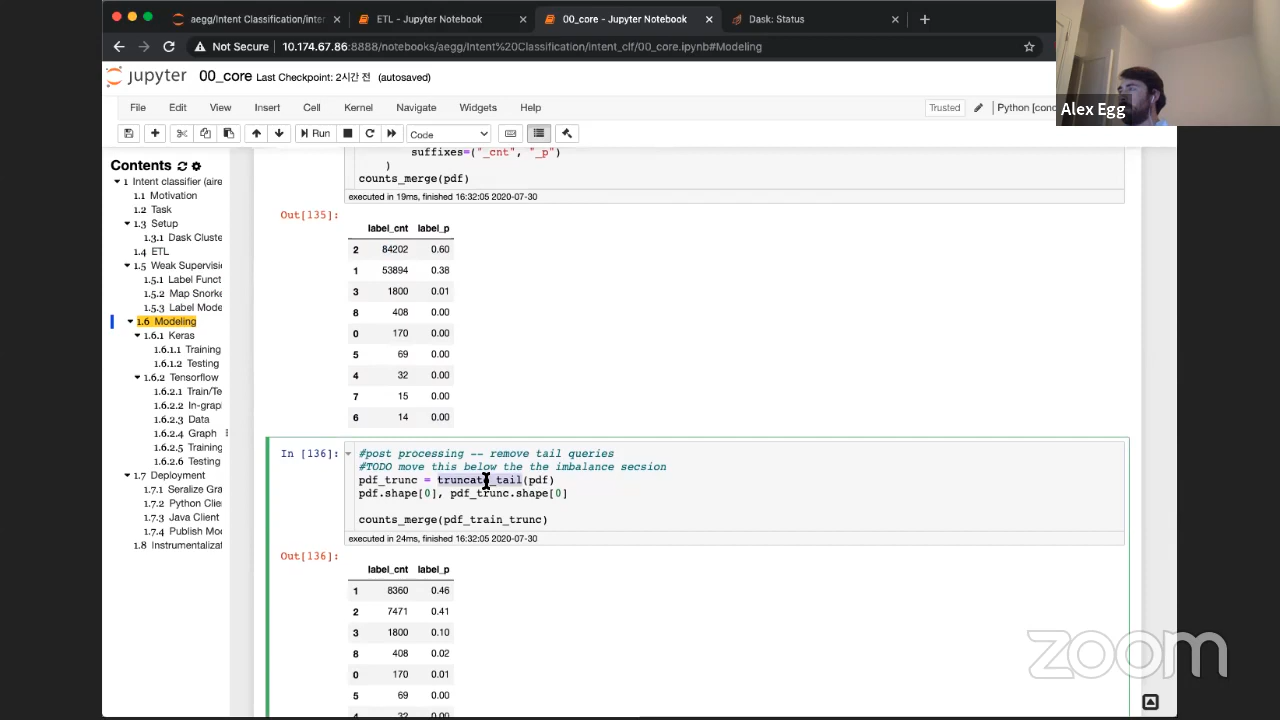 aegg/Intent Classification/inter
ETL - Jupyter Notebook
00_core - Jupyter Notebook
Dask: Status
Not Secure
10.174.67.86:8888/notebooks/aegg/Intent%20Classification/intent_clf/00_core.ipynb#Modeling
Alex Egg
jupyter
00_core
Last Checkpoint: 2시간 전
(autosaved)
File
Edit
View
Insert
Cell
Kernel
Navigate
Widgets
Help
Trusted
Python [conc
Run
Code
Contents
1 Intent classifier (aire
1.1 Motivation
1.2 Task
1.3 Setup
1.3.1 Dask Cluste
1.4 ETL
1.5 Weak Supervisi
1.5.1 Label Funct
1.5.2 Map Snorke
1.5.3 Label Mode
1.6 Modeling
1.6.1 Keras
1.6.1.1 Training
1.6.1.2 Testing
1.6.2 Tensorflow
1.6.2.1 Train/Te
1.6.2.2 In-grap
1.6.2.3 Data
1.6.2.4 Graph
1.6.2.5 Training
1.6.2.6 Testing
1.7 Deployment
1.7.1 Seralize Gra
1.7.2 Python Clien
1.7.3 Java Client
1.7.4 Publish Mo
1.8 Instrumentaliza
suffixes=("_cnt", "_p")
)
counts_merge(pdf)
executed in 19ms, finished 16:32:05 2020-07-30
Out[135]:
label_cnt label_p
2 84202 0.60
1 53894 0.38
3 1800 0.01
8 408 0.00
0 170 0.00
5 69 0.00
4 32 0.00
7 15 0.00
6 14 0.00
In [136]:
#post processing -- remove tail queries
#TODO move this below the the imbalance secsion
pdf_trunc = truncate_tail(pdf)
pdf.shape[0], pdf_trunc.shape[0]
counts_merge(pdf_train_trunc)
executed in 24ms, finished 16:32:05 2020-07-30
Out[136]:
label_cnt label_p
1 8360 0.46
2 7471 0.41
3 1800 0.10
8 408 0.02
0 170 0.01
5 69 0.00
4 32 0.00
zoom